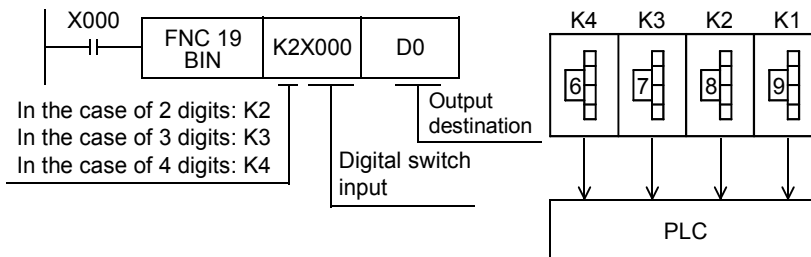 X000
FNC 19
BIN
K2X000
D0
In the case of 2 digits: K2
In the case of 3 digits: K3
In the case of 4 digits: K4
Output
destination
Digital switch
input
K4 K3 K2 K1
6 7 8 9
PLC